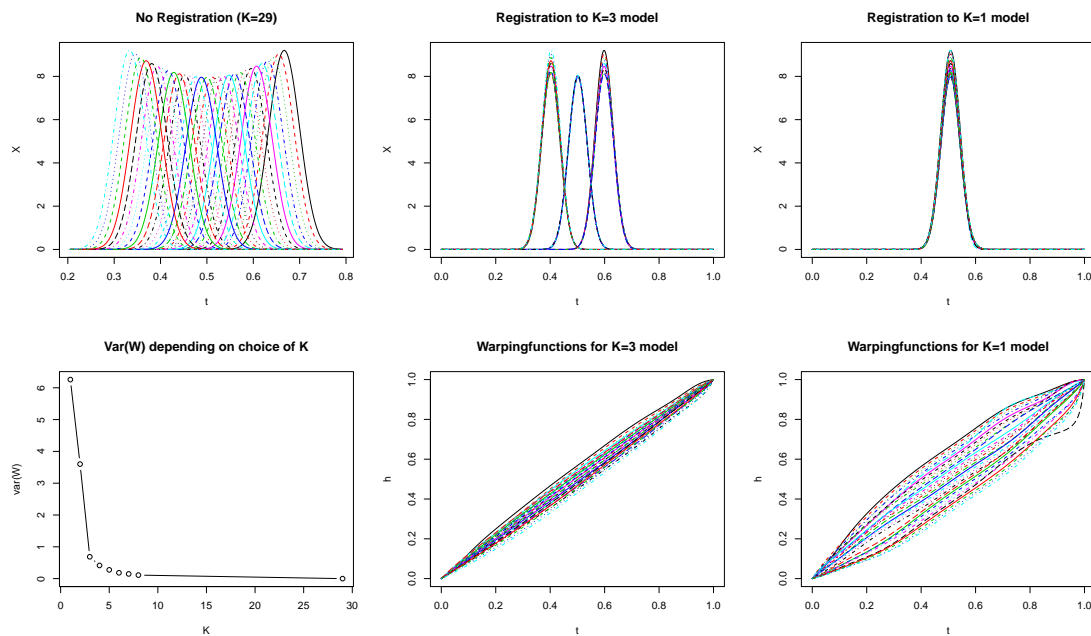 No Registration (K=29)
Registration to K=3 model
Registration to K=1 model
X
0 2 4 6 8
0.2 0.3 0.4 0.5 0.6 0.7 0.8
t
X
0 2 4 6 8
0.0 0.2 0.4 0.6 0.8 1.0
t
X
0 2 4 6 8
0.0 0.2 0.4 0.6 0.8 1.0
t
Var(W) depending on choice of K
Warpingfunctions for K=3 model
Warpingfunctions for K=1 model
var(W)
0 1 2 3 4 5 6
0 5 10 15 20 25 30
K
h
0.0 0.2 0.4 0.6 0.8 1.0
0.0 0.2 0.4 0.6 0.8 1.0
t
h
0.0 0.2 0.4 0.6 0.8 1.0
0.0 0.2 0.4 0.6 0.8 1.0
t